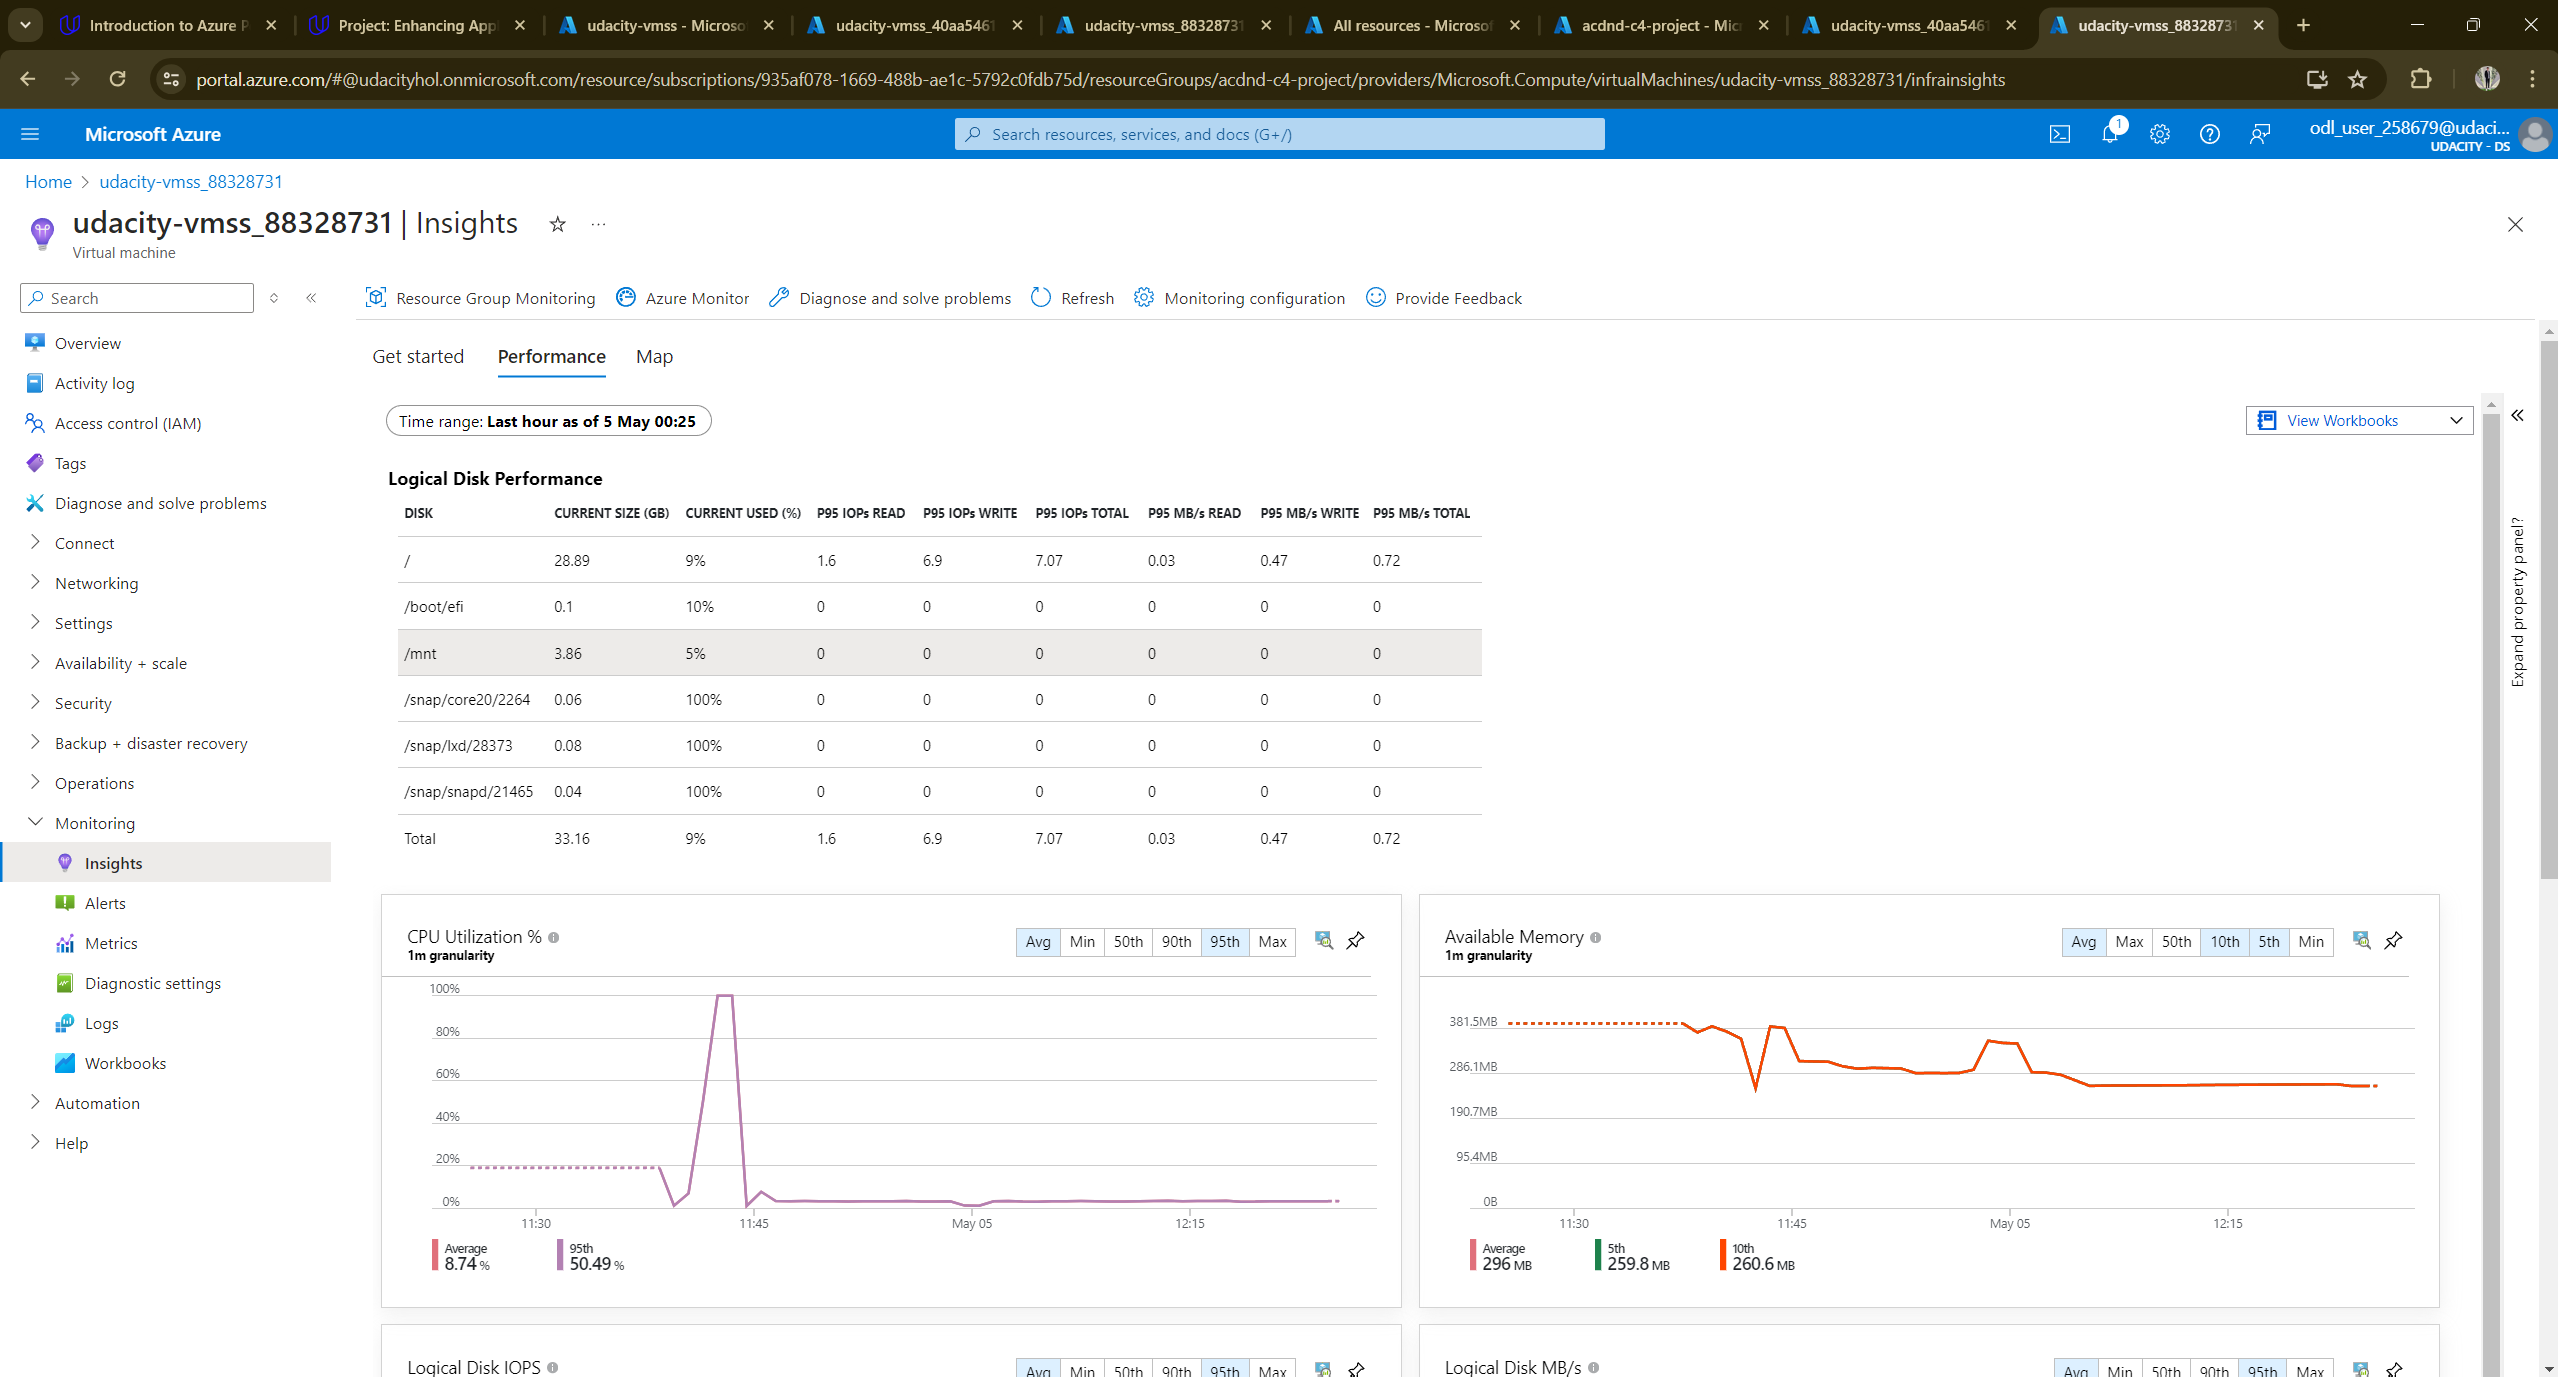 Introduction to Azure P
Project: Enhancing App
udacity-vmss - Microso
udacity-vmss_40aa5461
udacity-vmss_88328731
All resources - Microsof
acdnd-c4-project - Mic
udacity-vmss_40aa5461
udacity-vmss_88328731
portal.azure.com/#@udacityhol.onmicrosoft.com/resource/subscriptions/935af078-1669-488b-ae1c-5792c0fdb75d/resourceGroups/acdnd-c4-project/providers/Microsoft.Compute/virtualMachines/udacity-vmss_88328731/infrainsights
Microsoft Azure
Search resources, services, and docs (G+/)
1
odl_user_258679@udaci...
UDACITY - DS
Home > udacity-vmss_88328731
udacity-vmss_88328731 | Insights
Virtual machine
Search
Resource Group Monitoring
Azure Monitor
Diagnose and solve problems
Refresh
Monitoring configuration
Provide Feedback
Overview
Activity log
Access control (IAM)
Tags
Diagnose and solve problems
Connect
Networking
Settings
Availability + scale
Security
Backup + disaster recovery
Operations
Monitoring
Insights
Alerts
Metrics
Diagnostic settings
Logs
Workbooks
Automation
Help
Get started
Performance
Map
Time range: Last hour as of 5 May 00:25
View Workbooks
Expand property panel?
Logical Disk Performance
DISK CURRENT SIZE (GB) CURRENT USED (%) P95 IOPs READ P95 IOPs WRITE P95 IOPs TOTAL P95 MB/s READ P95 MB/s WRITE P95 MB/s TOTAL
/ 28.89 9% 1.6 6.9 7.07 0.03 0.47 0.72
/boot/efi 0.1 10% 0 0 0 0 0 0
/mnt 3.86 5% 0 0 0 0 0 0
/snap/core20/2264 0.06 100% 0 0 0 0 0 0
/snap/lxd/28373 0.08 100% 0 0 0 0 0 0
/snap/snapd/21465 0.04 100% 0 0 0 0 0 0
Total 33.16 9% 1.6 6.9 7.07 0.03 0.47 0.72
CPU Utilization %
1m granularity
Avg Min 50th 90th 95th Max
100%
80%
60%
40%
20%
0%
11:30 11:45 May 05 12:15
Average
8.74 %
95th
50.49 %
Available Memory
1m granularity
Avg Max 50th 10th 5th Min
381.5MB
286.1MB
190.7MB
95.4MB
0B
11:30 11:45 May 05 12:15
Average
296 MB
5th
259.8 MB
10th
260.6 MB
Logical Disk IOPS
Avg Min 50th 90th 95th Max
Logical Disk MB/s
Avg Min 50th 90th 95th Max